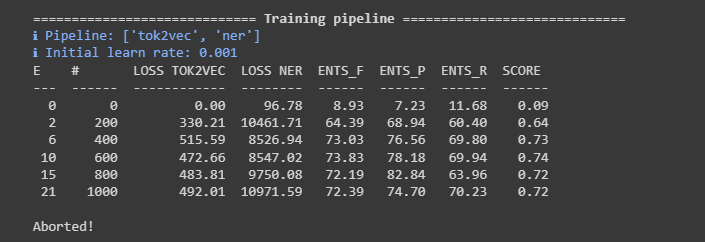 ============================= Training pipeline =============================
ℹ Pipeline: ['tok2vec', 'ner']
ℹ Initial learn rate: 0.001
E    #       LOSS TOK2VEC  LOSS NER  ENTS_F  ENTS_P  ENTS_R  SCORE
---  ------  ------------  --------  ------  ------  ------  ------
  0       0          0.00     96.78    8.93    7.23   11.68    0.09
  2     200        330.21  10461.71   64.39   68.94   60.40    0.64
  6     400        515.59   8526.94   73.03   76.56   69.80    0.73
 10     600        472.66   8547.02   73.83   78.18   69.94    0.74
 15     800        483.81   9750.08   72.19   82.84   63.96    0.72
 21    1000        492.01  10971.59   72.39   74.70   70.23    0.72
Aborted!